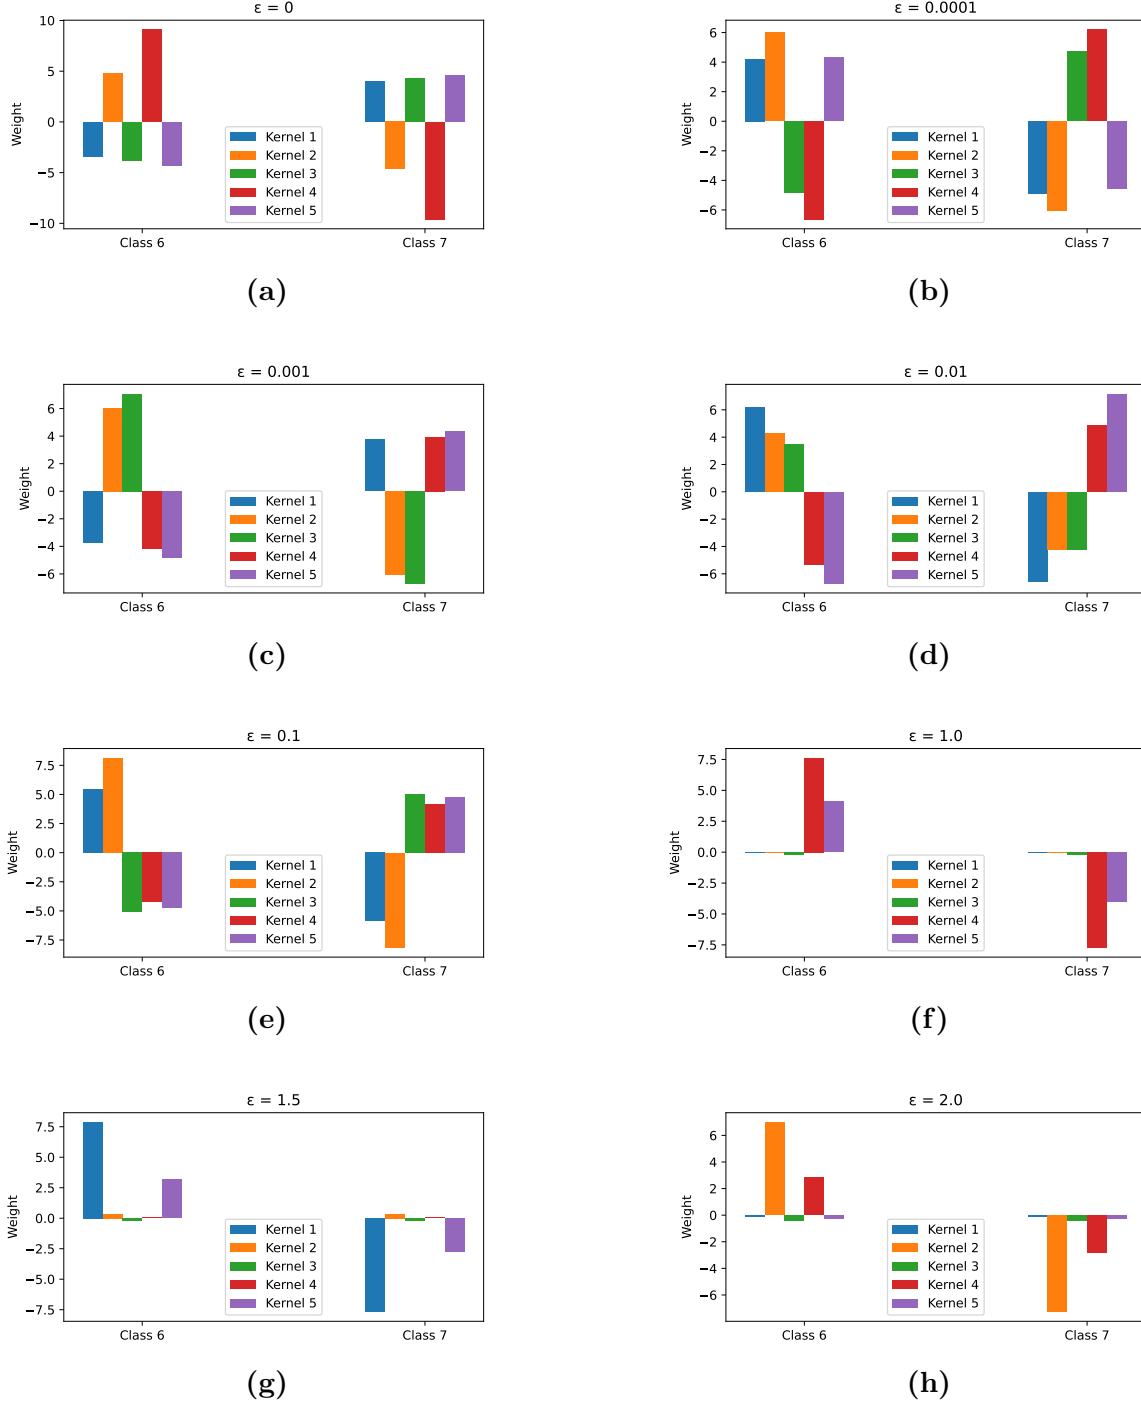 ε = 0
10
5
0
−5
−10
Weight
Kernel 1
Kernel 2
Kernel 3
Kernel 4
Kernel 5
Class 6
Class 7
(a)
ε = 0.0001
6
4
2
0
−2
−4
−6
Weight
Kernel 1
Kernel 2
Kernel 3
Kernel 4
Kernel 5
Class 6
Class 7
(b)
ε = 0.001
6
4
2
0
−2
−4
−6
Weight
Kernel 1
Kernel 2
Kernel 3
Kernel 4
Kernel 5
Class 6
Class 7
(c)
ε = 0.01
6
4
2
0
−2
−4
−6
Weight
Kernel 1
Kernel 2
Kernel 3
Kernel 4
Kernel 5
Class 6
Class 7
(d)
ε = 0.1
7.5
5.0
2.5
0.0
−2.5
−5.0
−7.5
Weight
Kernel 1
Kernel 2
Kernel 3
Kernel 4
Kernel 5
Class 6
Class 7
(e)
ε = 1.0
7.5
5.0
2.5
0.0
−2.5
−5.0
−7.5
Weight
Kernel 1
Kernel 2
Kernel 3
Kernel 4
Kernel 5
Class 6
Class 7
(f)
ε = 1.5
7.5
5.0
2.5
0.0
−2.5
−5.0
−7.5
Weight
Kernel 1
Kernel 2
Kernel 3
Kernel 4
Kernel 5
Class 6
Class 7
(g)
ε = 2.0
6
4
2
0
−2
−4
−6
Weight
Kernel 1
Kernel 2
Kernel 3
Kernel 4
Kernel 5
Class 6
Class 7
(h)